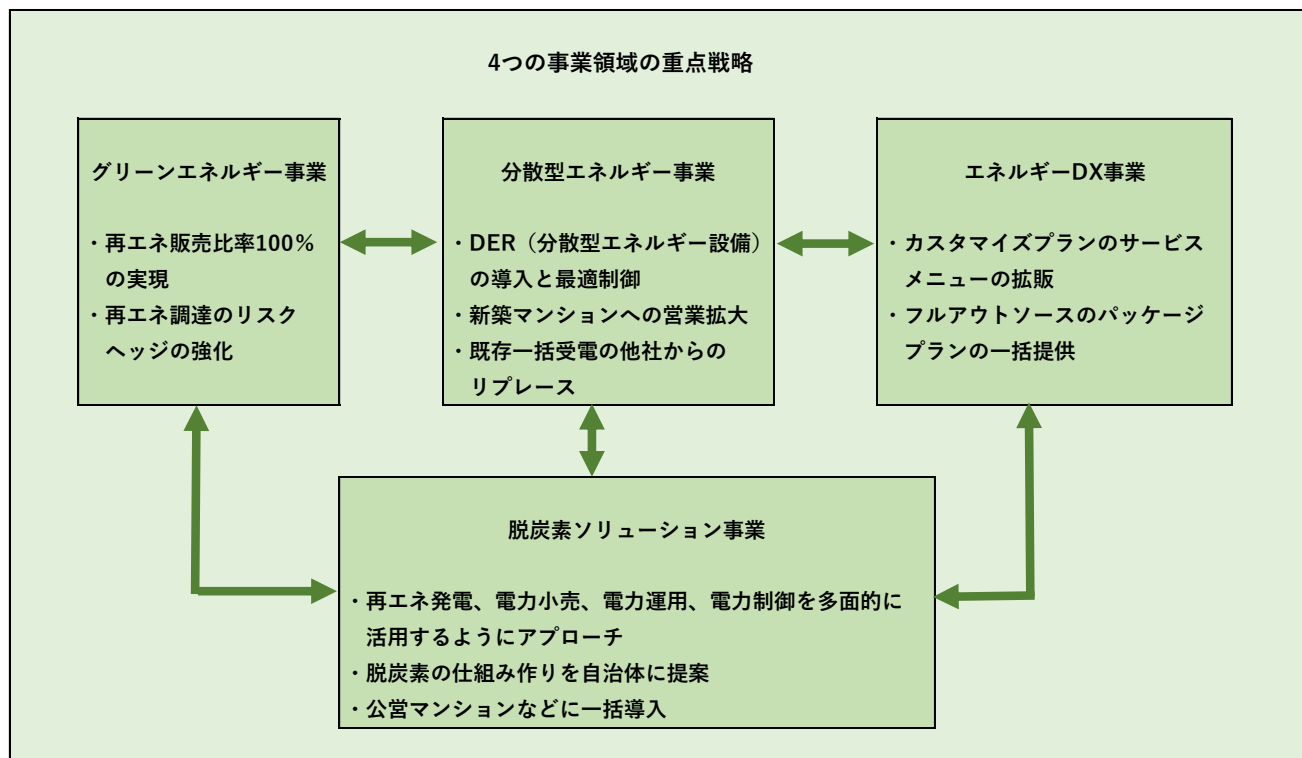 4つの事業領域の重点戦略
グリーンエネルギー事業
・再エネ販売比率100%
の実現
・再エネ調達のリスク
ヘッジの強化
分散型エネルギー事業
・DER（分散型エネルギー設備）
の導入と最適制御
・新築マンションへの営業拡大
・既存一括受電の他社からの
リプレース
エネルギーDX事業
・カスタマイズプランのサービス
メニューの拡販
・フルアウトソースのパッケージ
プランの一括提供
脱炭素ソリューション事業
・再エネ発電、電力小売、電力運用、電力制御を多面的に
活用するようにアプローチ
・脱炭素の仕組み作りを自治体に提案
・公営マンションなどに一括導入